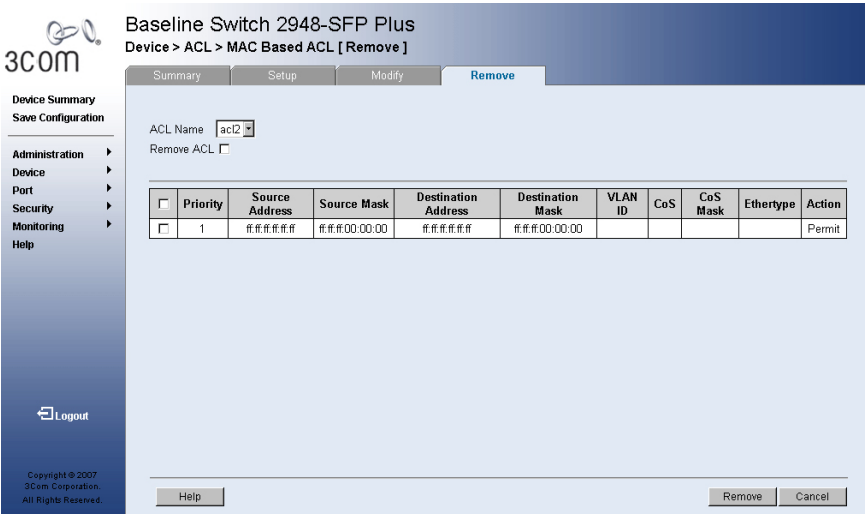 Baseline Switch 2948-SFP Plus
Device > ACL > MAC Based ACL [ Remove ]
3COM
Summary Setup Modify Remove
Device Summary
Save Configuration
Administration
Device
Port
Security
Monitoring
Help
Logout
Copyright © 2007
3Com Corporation.
All Rights Reserved.
ACL Name acl2
Remove ACL
Priority Source Address Source Mask Destination Address Destination Mask VLAN ID CoS CoS Mask Ethertype Action
1 ff:ff:ff:ff:ff:ff ff:ff:ff:00:00:00 ff:ff:ff:ff:ff:ff ff:ff:ff:00:00:00 Permit
Help Remove Cancel